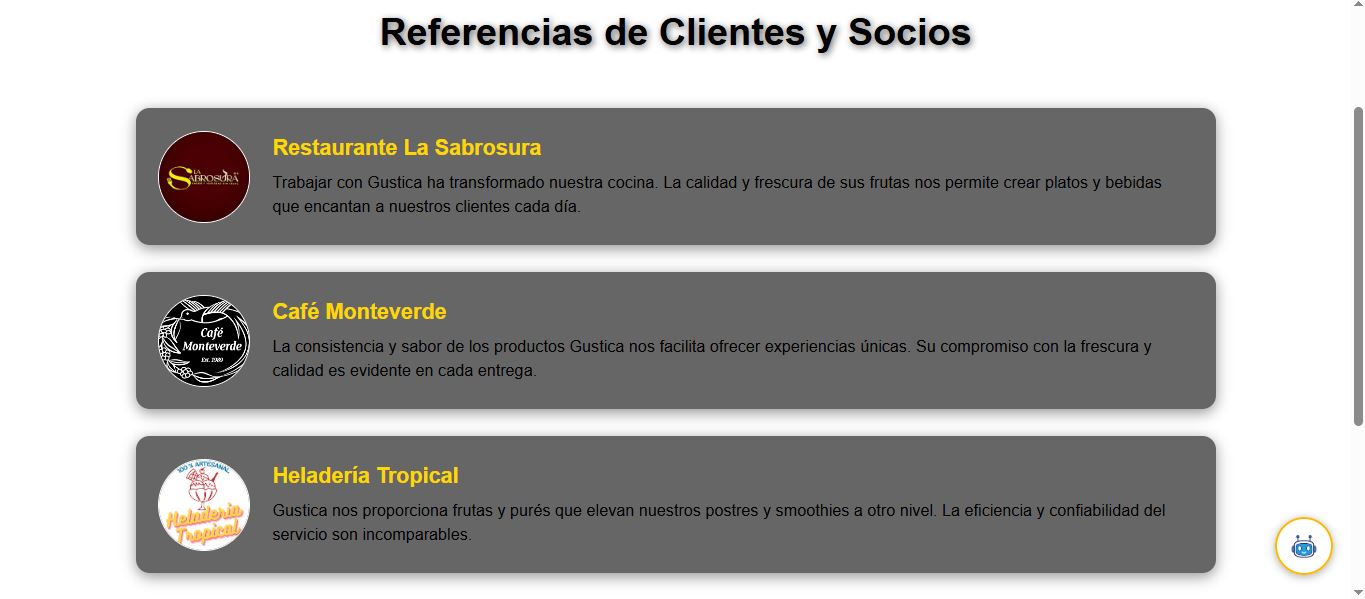 Referencias de Clientes y Socios
Restaurante La Sabrosura
LA
SABROSURA
Trabajar con Gustica ha transformado nuestra cocina. La calidad y frescura de sus frutas nos permite crear platos y bebidas
que encantan a nuestros clientes cada día.
Café Monteverde
Café
Monteverde
Est. 1989
La consistencia y sabor de los productos Gustica nos facilita ofrecer experiencias únicas. Su compromiso con la frescura y
calidad es evidente en cada entrega.
Heladería Tropical
100% ARTESANAL
Heladería
Tropical
Gustica nos proporciona frutas y purés que elevan nuestros postres y smoothies a otro nivel. La eficiencia y confiabilidad del
servicio son incomparables.